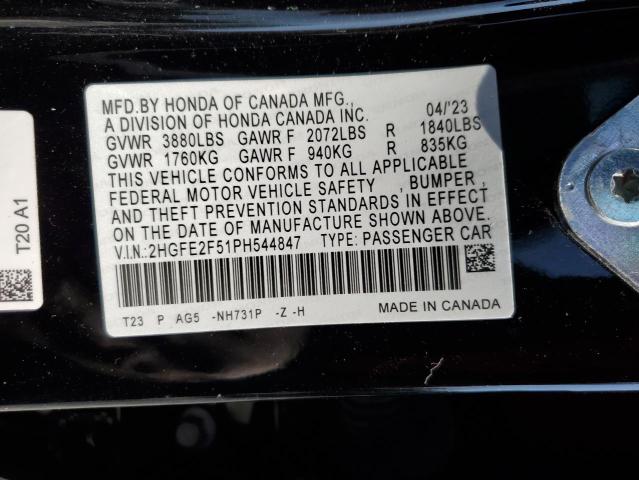 MFD.BY HONDA OF CANADA MFG., 04/'23
A DIVISION OF HONDA CANADA INC.
GVWR 3880LBS GAWR F 2072LBS R 1840LBS
GVWR 1760KG GAWR F 940KG R 835KG
THIS VEHICLE CONFORMS TO ALL APPLICABLE
FEDERAL MOTOR VEHICLE SAFETY , BUMPER ,
AND THEFT PREVENTION STANDARDS IN EFFECT
ON THE DATE OF MANUFACTURE SHOWN ABOVE.
V.I.N.:2HGFE2F51PH544847 TYPE: PASSENGER CAR
T23 P AG5 -NH731P -Z -H MADE IN CANADA
T20 A1